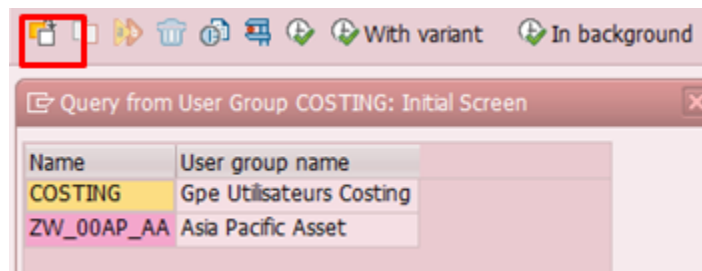 With variant In background
Query from User Group COSTING: Initial Screen
Name User group name
COSTING Gpe Utilisateurs Costing
ZW_00AP_AA Asia Pacific Asset